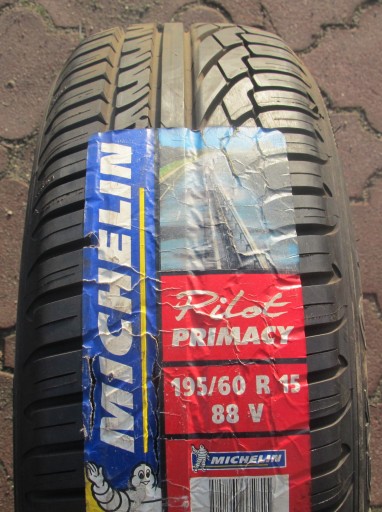 MICHELIN
Pilot
PRIMACY
195/60 R 15
88 V
MICHELIN